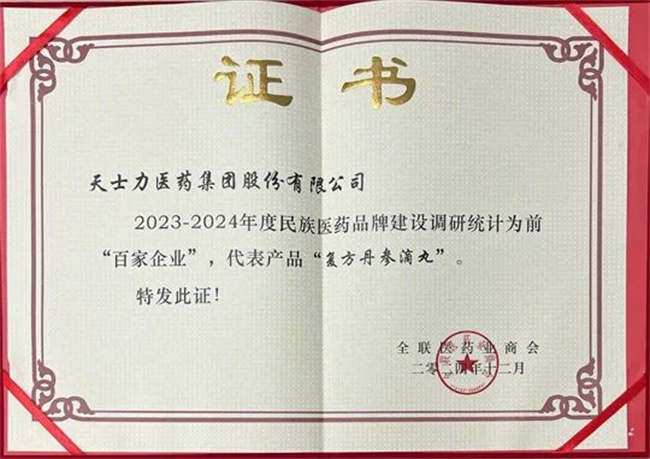 证书
天士力医药集团股份有限公司
2023-2024年度民族医药品牌建设调研统计为前
“百家企业”，代表产品“复方丹参滴丸”。
特发此证！
全联医药业商会
二零二四年十二月